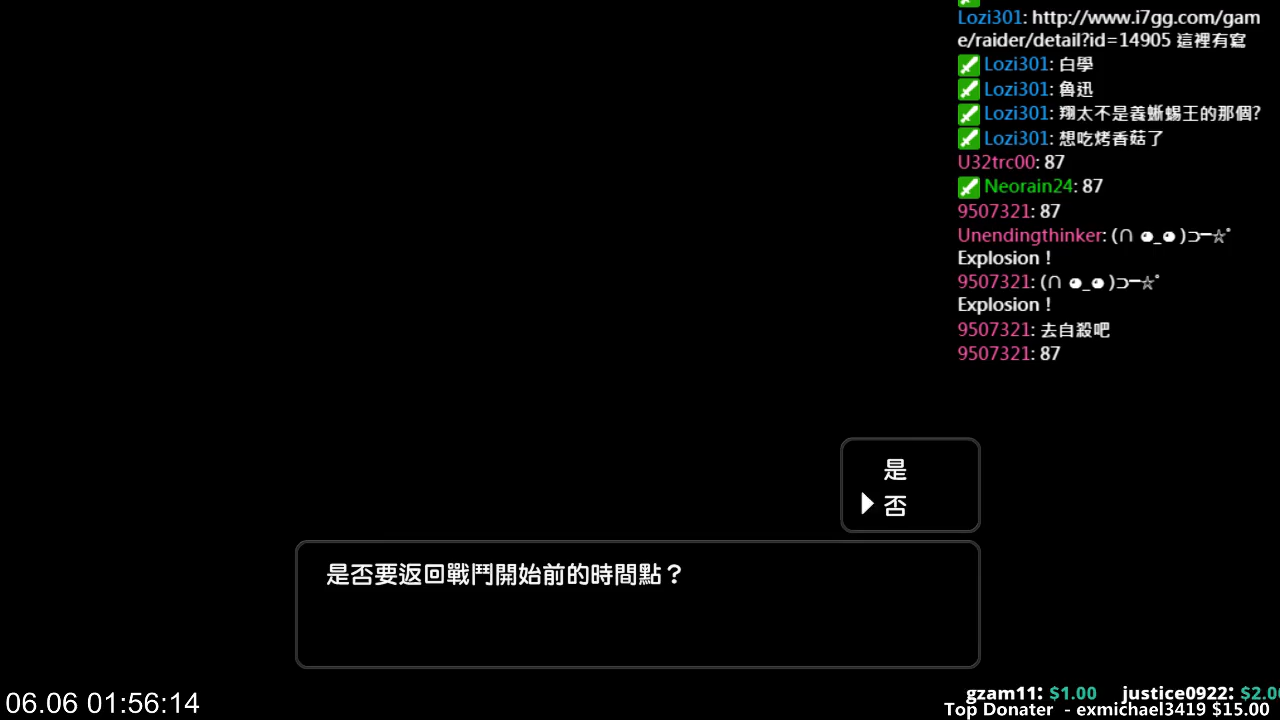 Lozi301: http://www.i7gg.com/gam
e/raider/detail?id=14905 這裡有寫
Lozi301: 白學
Lozi301: 魯迅
Lozi301: 翔太不是養蜥蜴王的那個?
Lozi301: 想吃烤香菇了
U32trc00: 87
Neorain24: 87
9507321: 87
Unendingthinker: (∩ ◕_◕ )⊃━☆ﾟ
Explosion !
9507321: (∩ ◕_◕ )⊃━☆ﾟ
Explosion !
9507321: 去自殺吧
9507321: 87
是
否
是否要返回戰鬥開始前的時間點？
06.06 01:56:14
gzam11: $1.00 justice0922: $2.00
Top Donater - exmichael3419 $15.00